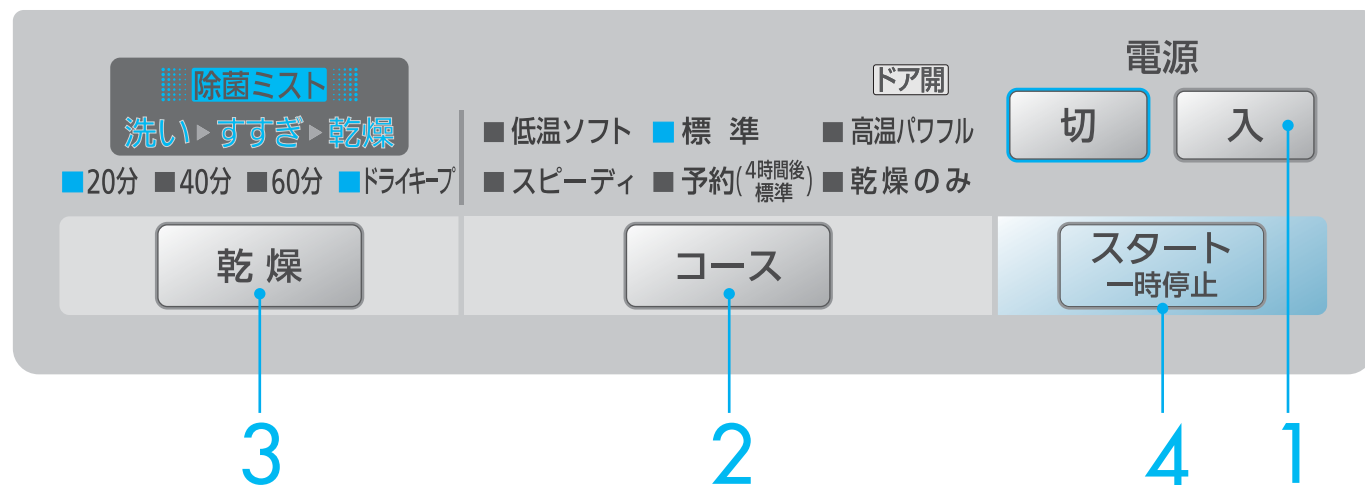 電源
除菌ミスト
ドア開
切 入
洗い▶すすぎ▶乾燥
■低温ソフト ■標 準 ■高温パワフル
■20分 ■40分 ■60分 ■ドライキープ
■スピーディ ■予約(4時間後標準) ■乾燥のみ
乾 燥
コース
スタート
一時停止
3 2 4 1